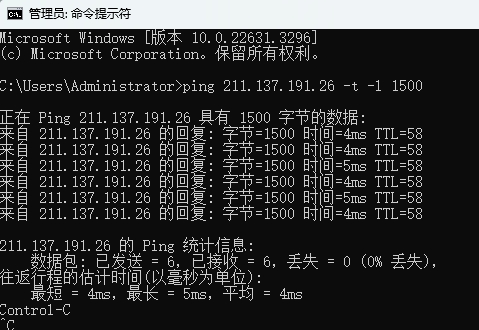 管理员: 命令提示符
Microsoft Windows [版本 10.0.22631.3296]
(c) Microsoft Corporation。保留所有权利。
C:\Users\Administrator>ping 211.137.191.26 -t -l 1500
正在 Ping 211.137.191.26 具有 1500 字节的数据:
来自 211.137.191.26 的回复: 字节=1500 时间=4ms TTL=58
来自 211.137.191.26 的回复: 字节=1500 时间=4ms TTL=58
来自 211.137.191.26 的回复: 字节=1500 时间=5ms TTL=58
来自 211.137.191.26 的回复: 字节=1500 时间=4ms TTL=58
来自 211.137.191.26 的回复: 字节=1500 时间=5ms TTL=58
来自 211.137.191.26 的回复: 字节=1500 时间=4ms TTL=58
211.137.191.26 的 Ping 统计信息:
数据包: 已发送 = 6，已接收 = 6，丢失 = 0 (0% 丢失)，
往返行程的估计时间(以毫秒为单位):
最短 = 4ms，最长 = 5ms，平均 = 4ms
Control-C
^C